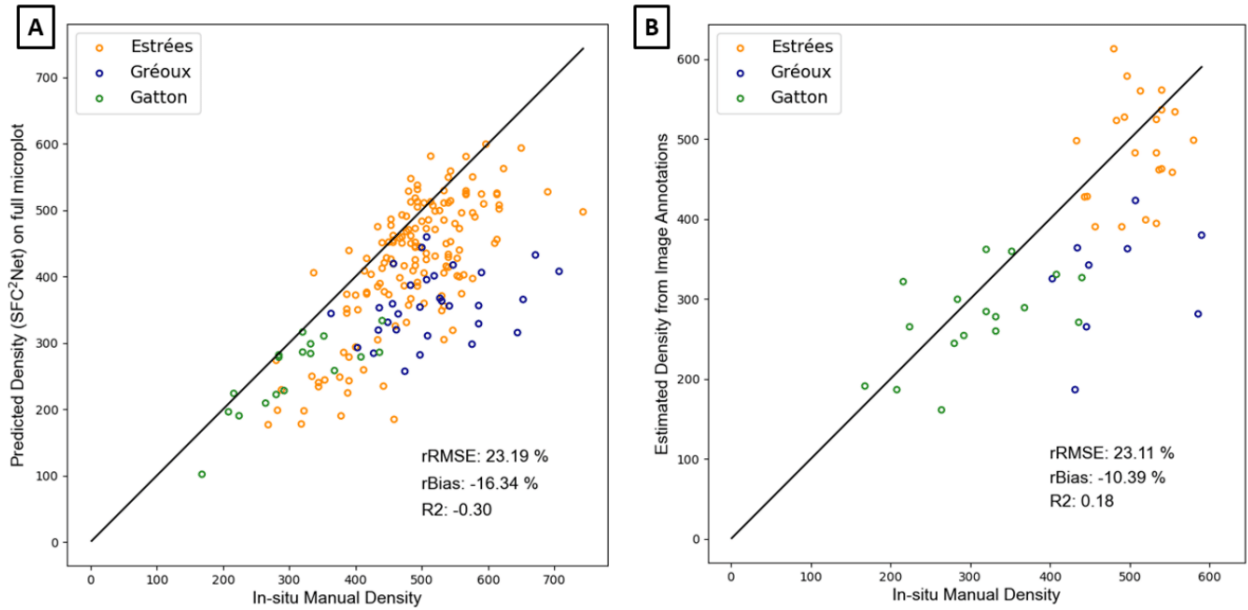 A
Estrées
Gréoux
Gatton
Predicted Density (SFC²Net) on full microplot
700
600
500
400
300
200
100
0
rRMSE: 23.19 %
rBias: -16.34 %
R2: -0.30
0 100 200 300 400 500 600 700
In-situ Manual Density
B
Estrées
Gréoux
Gatton
Estimated Density from Image Annotations
600
500
400
300
200
100
0
rRMSE: 23.11 %
rBias: -10.39 %
R2: 0.18
0 100 200 300 400 500 600
In-situ Manual Density